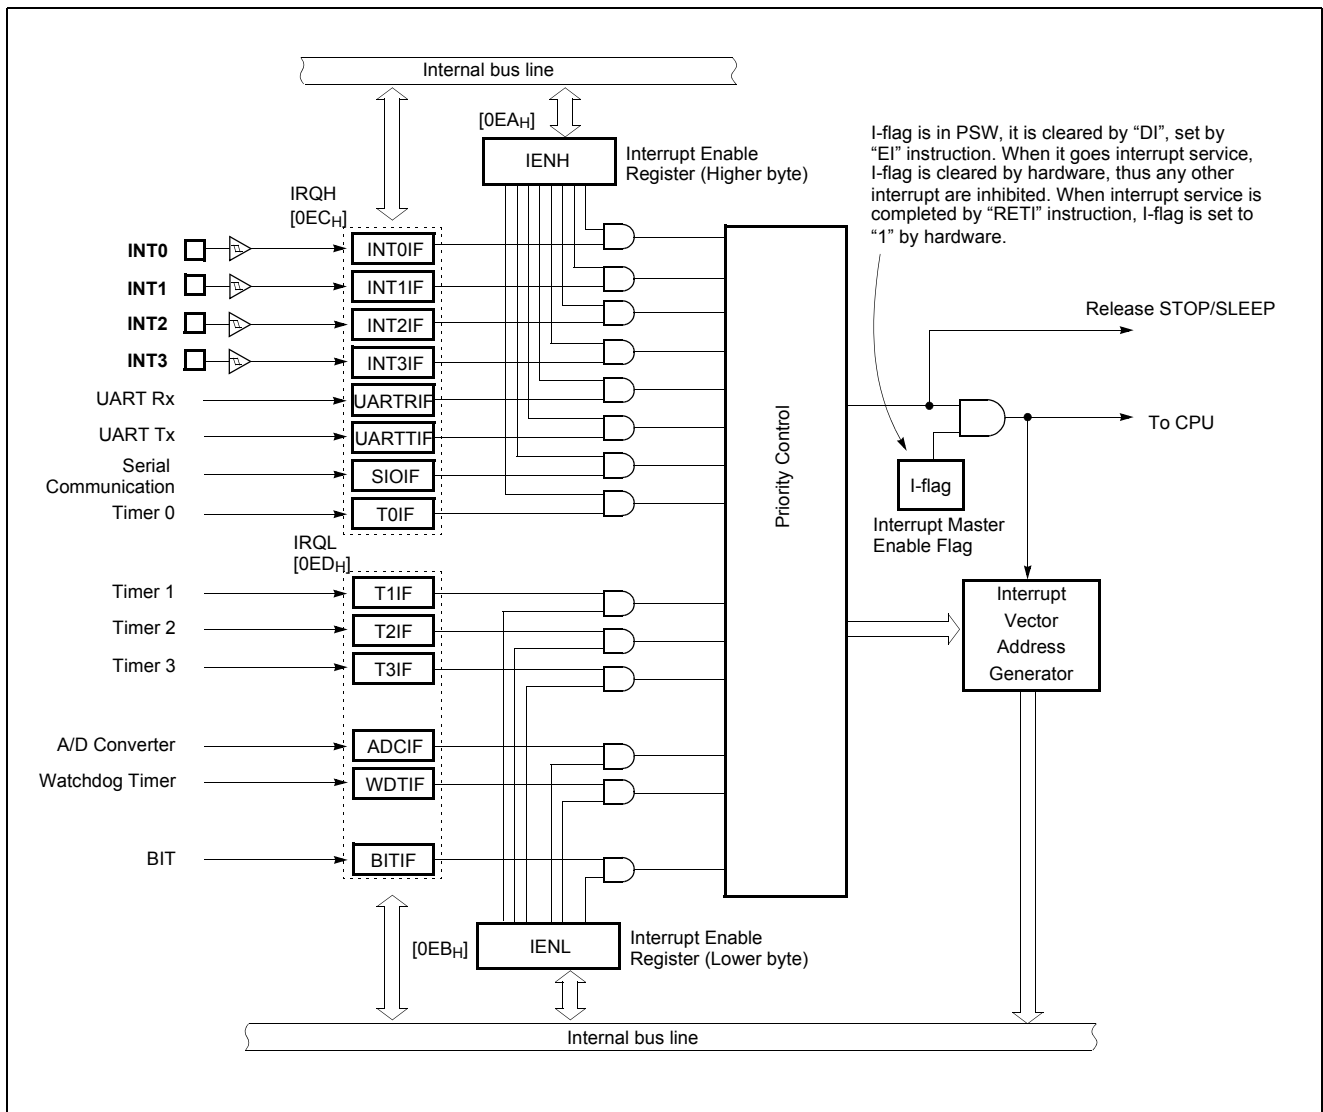 Internal bus line
[0EAH]
IENH
Interrupt Enable
Register (Higher byte)
I-flag is in PSW, it is cleared by “DI”, set by
“EI” instruction. When it goes interrupt service,
I-flag is cleared by hardware, thus any other
interrupt are inhibited. When interrupt service is
completed by “RETI” instruction, I-flag is set to
“1” by hardware.
IRQH
[0ECH]
INT0
INT0IF
INT1
INT1IF
INT2
INT2IF
INT3
INT3IF
UART Rx
UARTRIF
UART Tx
UARTTIF
Serial
Communication
SIOIF
Timer 0
T0IF
IRQL
[0EDH]
Timer 1
T1IF
Timer 2
T2IF
Timer 3
T3IF
A/D Converter
ADCIF
Watchdog Timer
WDTIF
BIT
BITIF
Priority Control
Release STOP/SLEEP
To CPU
I-flag
Interrupt Master
Enable Flag
Interrupt
Vector
Address
Generator
[0EBH]
IENL
Interrupt Enable
Register (Lower byte)
Internal bus line